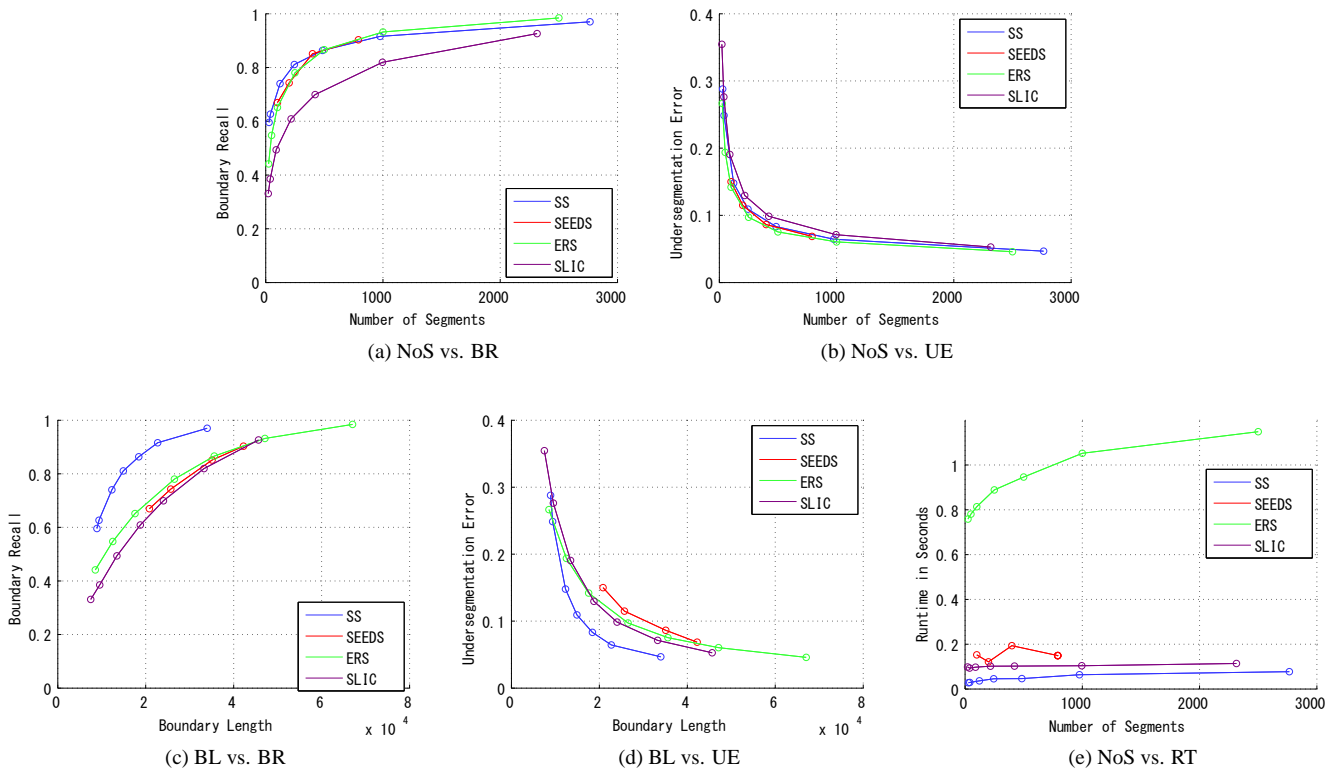 1
0.8
0.6
0.4
0.2
0
0 1000 2000 3000
Boundary Recall
Number of Segments
SS
SEEDS
ERS
SLIC
(a) NoS vs. BR
0.4
0.3
0.2
0.1
0
0 1000 2000 3000
Undersegmentation Error
Number of Segments
SS
SEEDS
ERS
SLIC
(b) NoS vs. UE
1
0.8
0.6
0.4
0.2
0
0 2 4 6 8
x 10^4
Boundary Recall
Boundary Length
SS
SEEDS
ERS
SLIC
(c) BL vs. BR
0.4
0.3
0.2
0.1
0
0 2 4 6 8
x 10^4
Undersegmentation Error
Boundary Length
SS
SEEDS
ERS
SLIC
(d) BL vs. UE
1
0.8
0.6
0.4
0.2
0
0 1000 2000 3000
Runtime in Seconds
Number of Segments
SS
SEEDS
ERS
SLIC
(e) NoS vs. RT